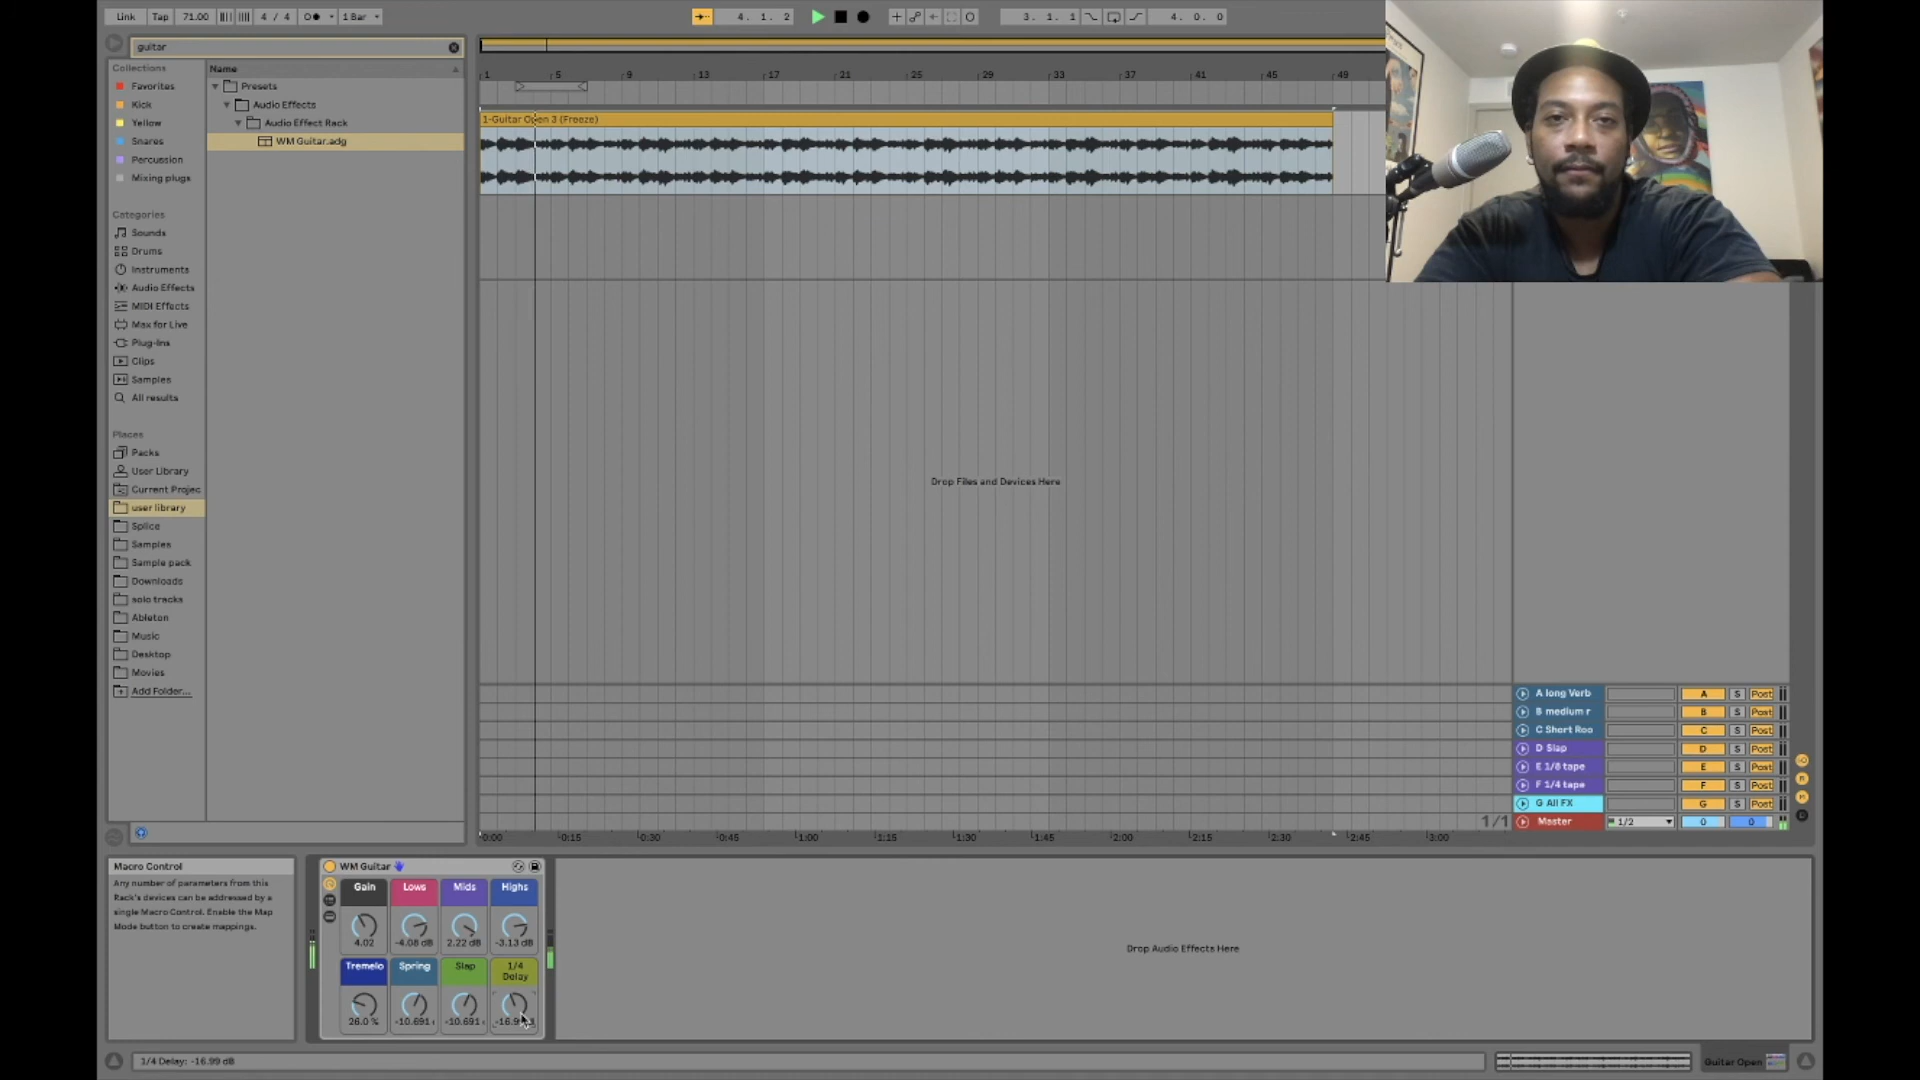 Link Tap 71.00 4 / 4 1 Bar 4. 1. 2 3. 1. 1 4. 0. 0
guitar
Collections
Favorites
Kick
Yellow
Snares
Percussion
Mixing plugs
Categories
Sounds
Drums
Instruments
Audio Effects
MIDI Effects
Max for Live
Plug-Ins
Clips
Samples
All results
Places
Packs
User Library
Current Projec
user library
Splice
Samples
Sample pack
Downloads
solo tracks
Ableton
Music
Desktop
Movies
Add Folder...
Name
Presets
Audio Effects
Audio Effect Rack
WM Guitar.adg
1 5 9 13 17 21 25 29 33 37 41 45 49
1-Guitar Open 3 (Freeze)
Drop Files and Devices Here
A long Verb A S Post
B medium r B S Post
C Short Roo C S Post
D Slap D S Post
E 1/8 tape E S Post
F 1/4 tape F S Post
G All FX G S Post
1/1 Master 1/2 0 0
0:00 0:15 0:30 0:45 1:00 1:15 1:30 1:45 2:00 2:15 2:30 2:45 3:00
Macro Control
Any number of parameters from this
Rack's devices can be addressed by a
single Macro Control. Enable the Map
Mode button to create mappings.
WM Guitar
Gain Lows Mids Highs
4.02 -4.08 dB 2.22 dB -3.13 dB
Tremelo Spring Slap 1/4
Delay
26.0 % -10.691 -10.691
Drop Audio Effects Here
1/4 Delay: -16.99 dB
Guitar Open